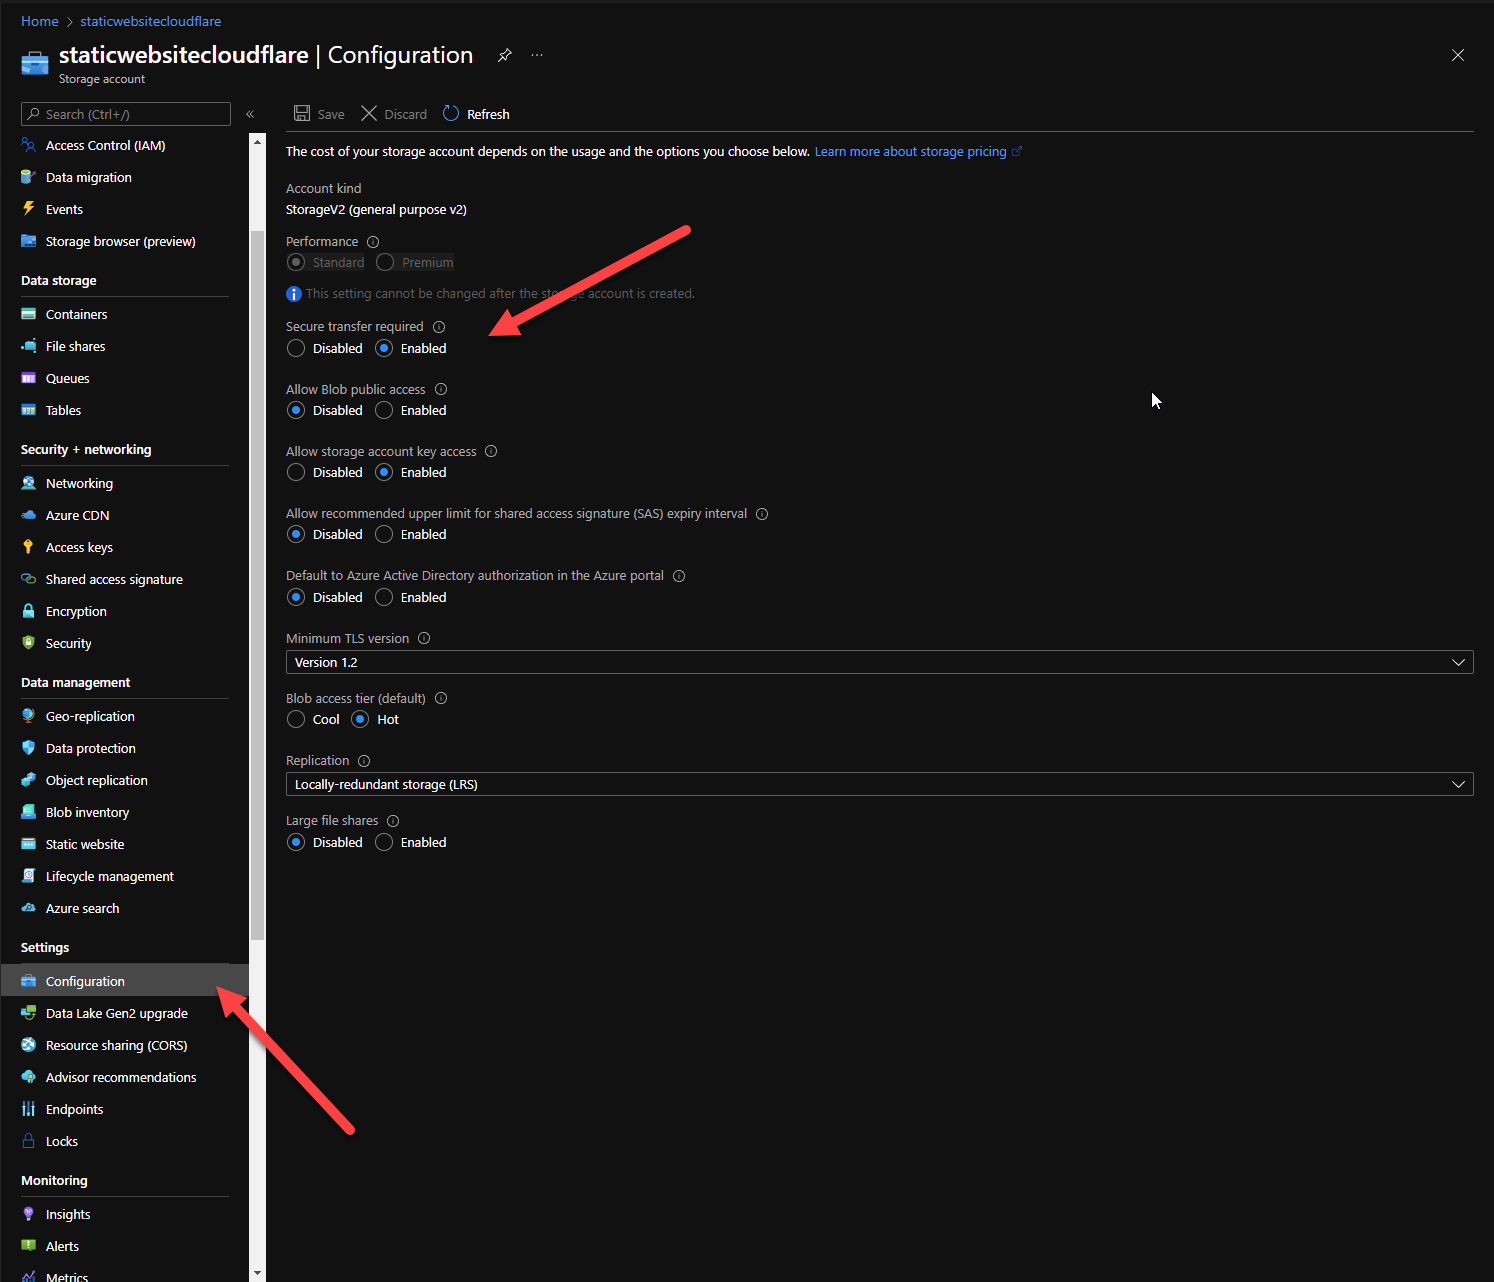 Home > staticwebsitecloudflare
staticwebsitecloudflare | Configuration
Storage account
Search (Ctrl+/)
Access Control (IAM)
Data migration
Events
Storage browser (preview)
Data storage
Containers
File shares
Queues
Tables
Security + networking
Networking
Azure CDN
Access keys
Shared access signature
Encryption
Security
Data management
Geo-replication
Data protection
Object replication
Blob inventory
Static website
Lifecycle management
Azure search
Settings
Configuration
Data Lake Gen2 upgrade
Resource sharing (CORS)
Advisor recommendations
Endpoints
Locks
Monitoring
Insights
Alerts
Metrics
Save Discard Refresh
The cost of your storage account depends on the usage and the options you choose below. Learn more about storage pricing
Account kind
StorageV2 (general purpose v2)
Performance
Standard Premium
This setting cannot be changed after the storage account is created.
Secure transfer required
Disabled Enabled
Allow Blob public access
Disabled Enabled
Allow storage account key access
Disabled Enabled
Allow recommended upper limit for shared access signature (SAS) expiry interval
Disabled Enabled
Default to Azure Active Directory authorization in the Azure portal
Disabled Enabled
Minimum TLS version
Version 1.2
Blob access tier (default)
Cool Hot
Replication
Locally-redundant storage (LRS)
Large file shares
Disabled Enabled